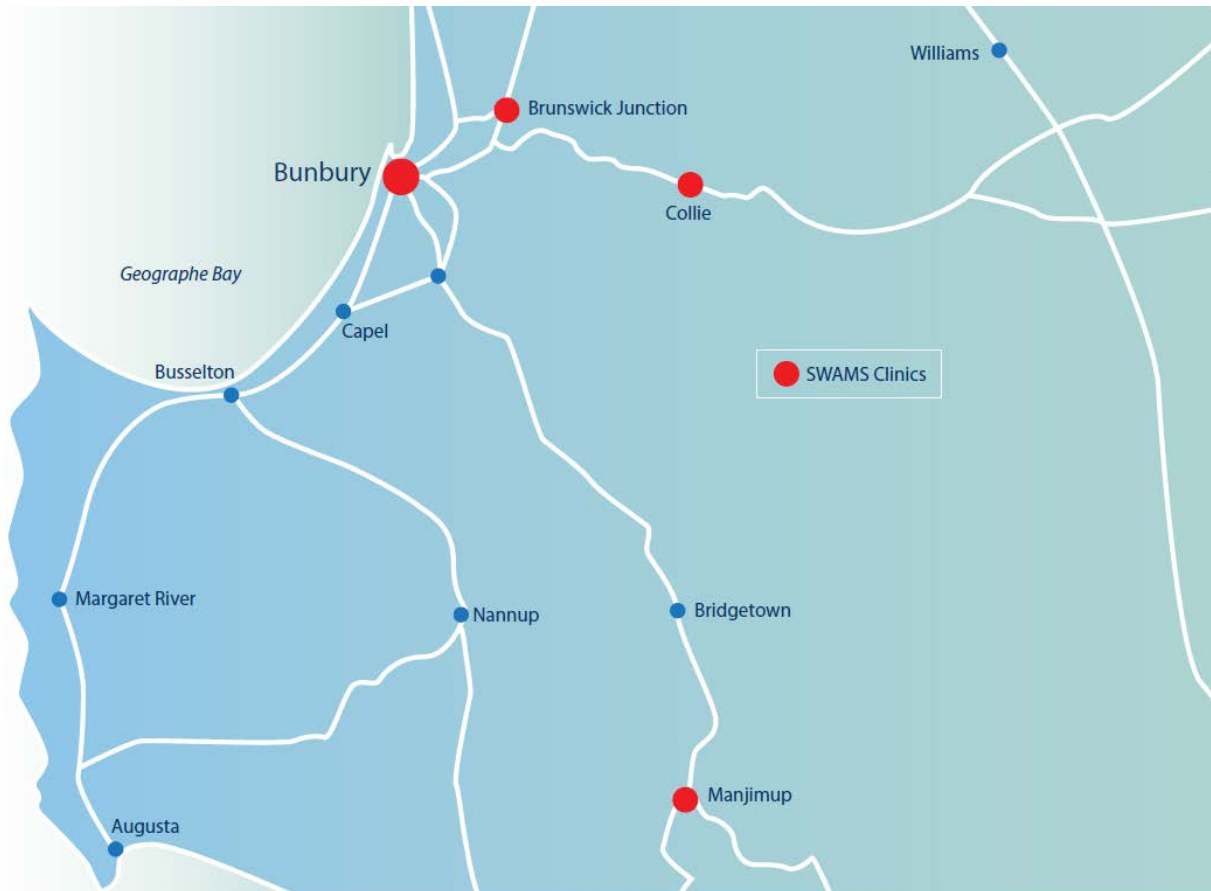 Williams
Brunswick Junction
Bunbury
Collie
Geographe Bay
Capel
Busselton
SWAMS Clinics
Margaret River
Nannup
Bridgetown
Manjimup
Augusta